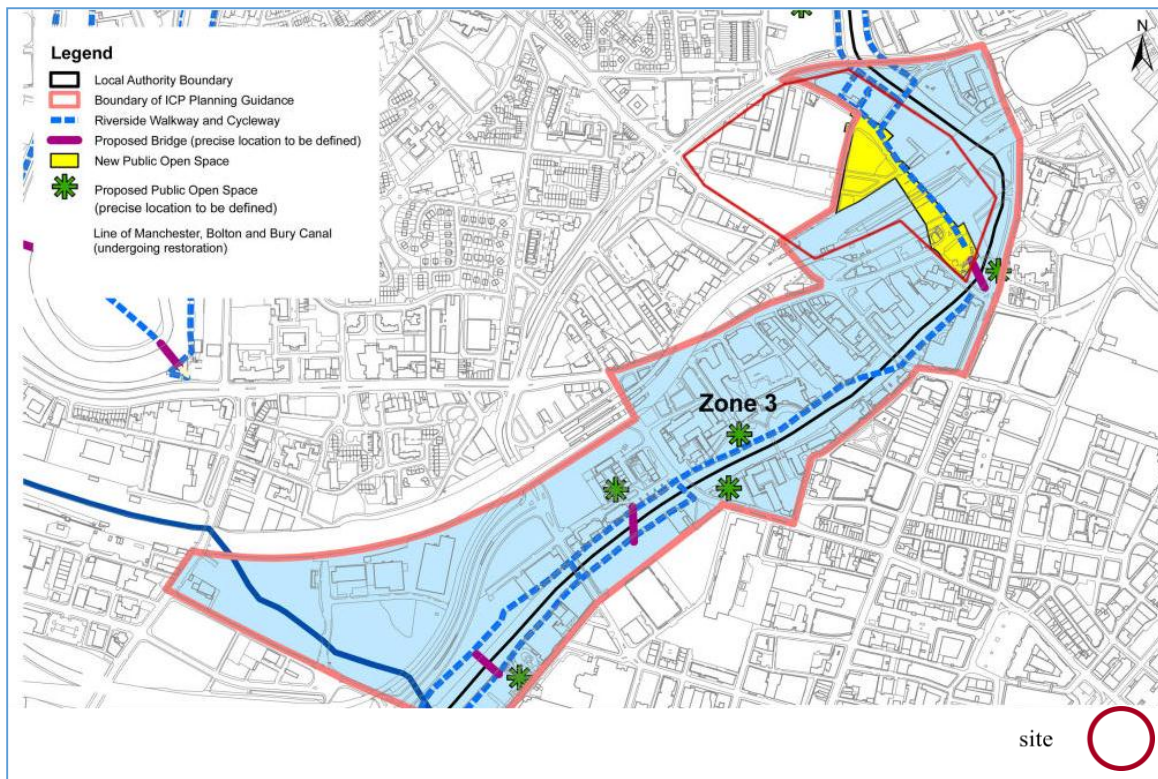 N
Legend
Local Authority Boundary
Boundary of ICP Planning Guidance
Riverside Walkway and Cycleway
Proposed Bridge (precise location to be defined)
New Public Open Space
Proposed Public Open Space
(precise location to be defined)
Line of Manchester, Bolton and Bury Canal
(undergoing restoration)
Zone 3
site